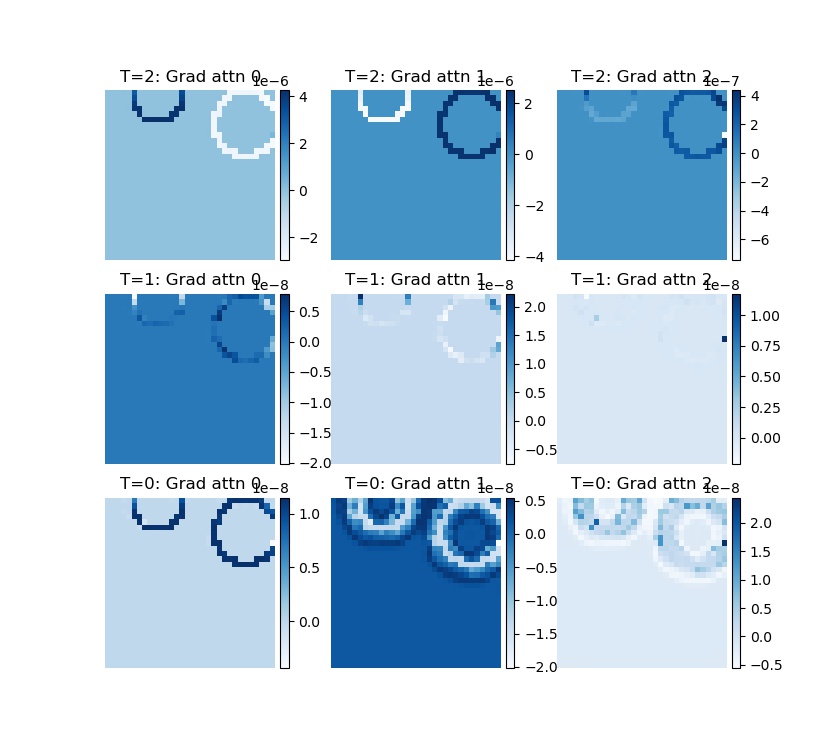 T=2: Grad attn 0
1e−6
4
2
0
−2
T=2: Grad attn 1
1e−6
2
0
−2
−4
T=2: Grad attn 2
1e−7
4
2
0
−2
−4
−6
T=1: Grad attn 0
1e−8
0.5
0.0
−0.5
−1.0
−1.5
−2.0
T=1: Grad attn 1
1e−8
2.0
1.5
1.0
0.5
0.0
−0.5
T=1: Grad attn 2
1e−8
1.00
0.75
0.50
0.25
0.00
T=0: Grad attn 0
1e−8
1.0
0.5
0.0
T=0: Grad attn 1
1e−8
0.5
0.0
−0.5
−1.0
−1.5
−2.0
T=0: Grad attn 2
1e−8
2.0
1.5
1.0
0.5
0.0
−0.5